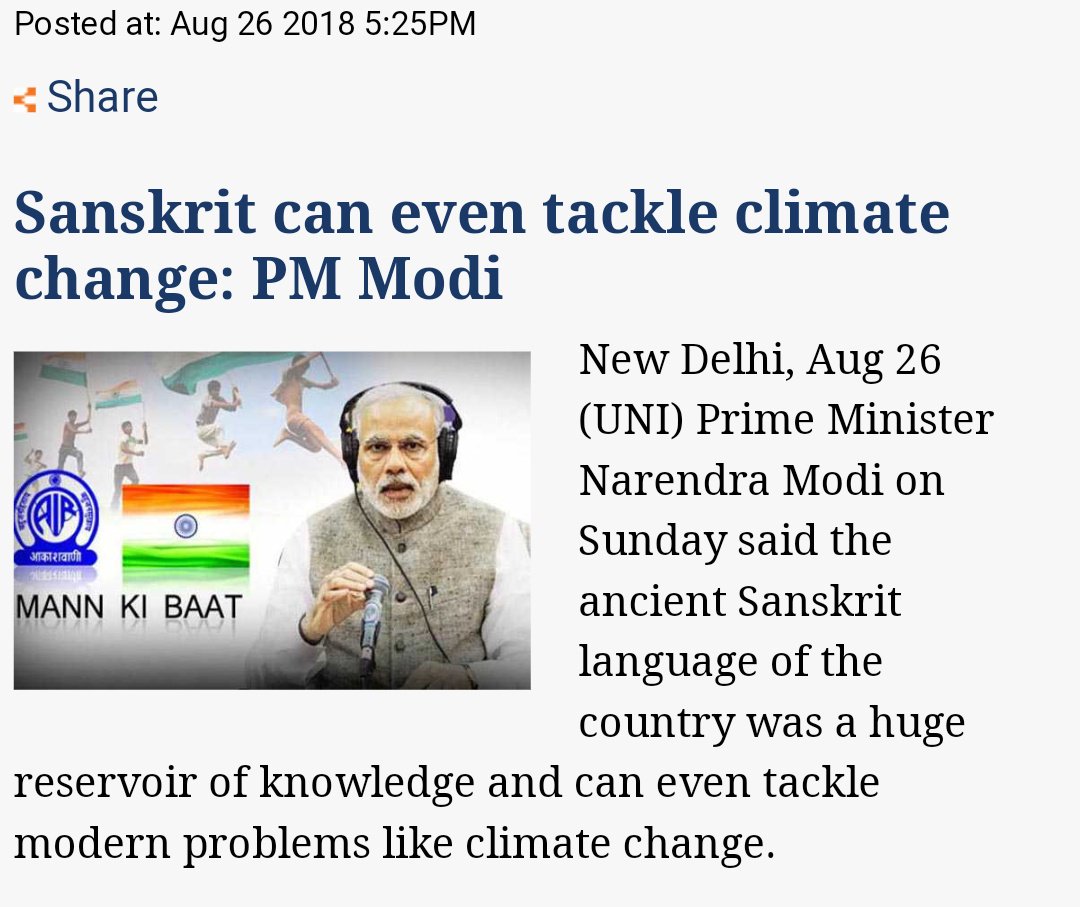 Posted at: Aug 26 2018 5:25PM
Share
Sanskrit can even tackle climate
change: PM Modi
AIR
आकाशवाणी
MANN KI BAAT
New Delhi, Aug 26
(UNI) Prime Minister
Narendra Modi on
Sunday said the
ancient Sanskrit
language of the
country was a huge
reservoir of knowledge and can even tackle
modern problems like climate change.